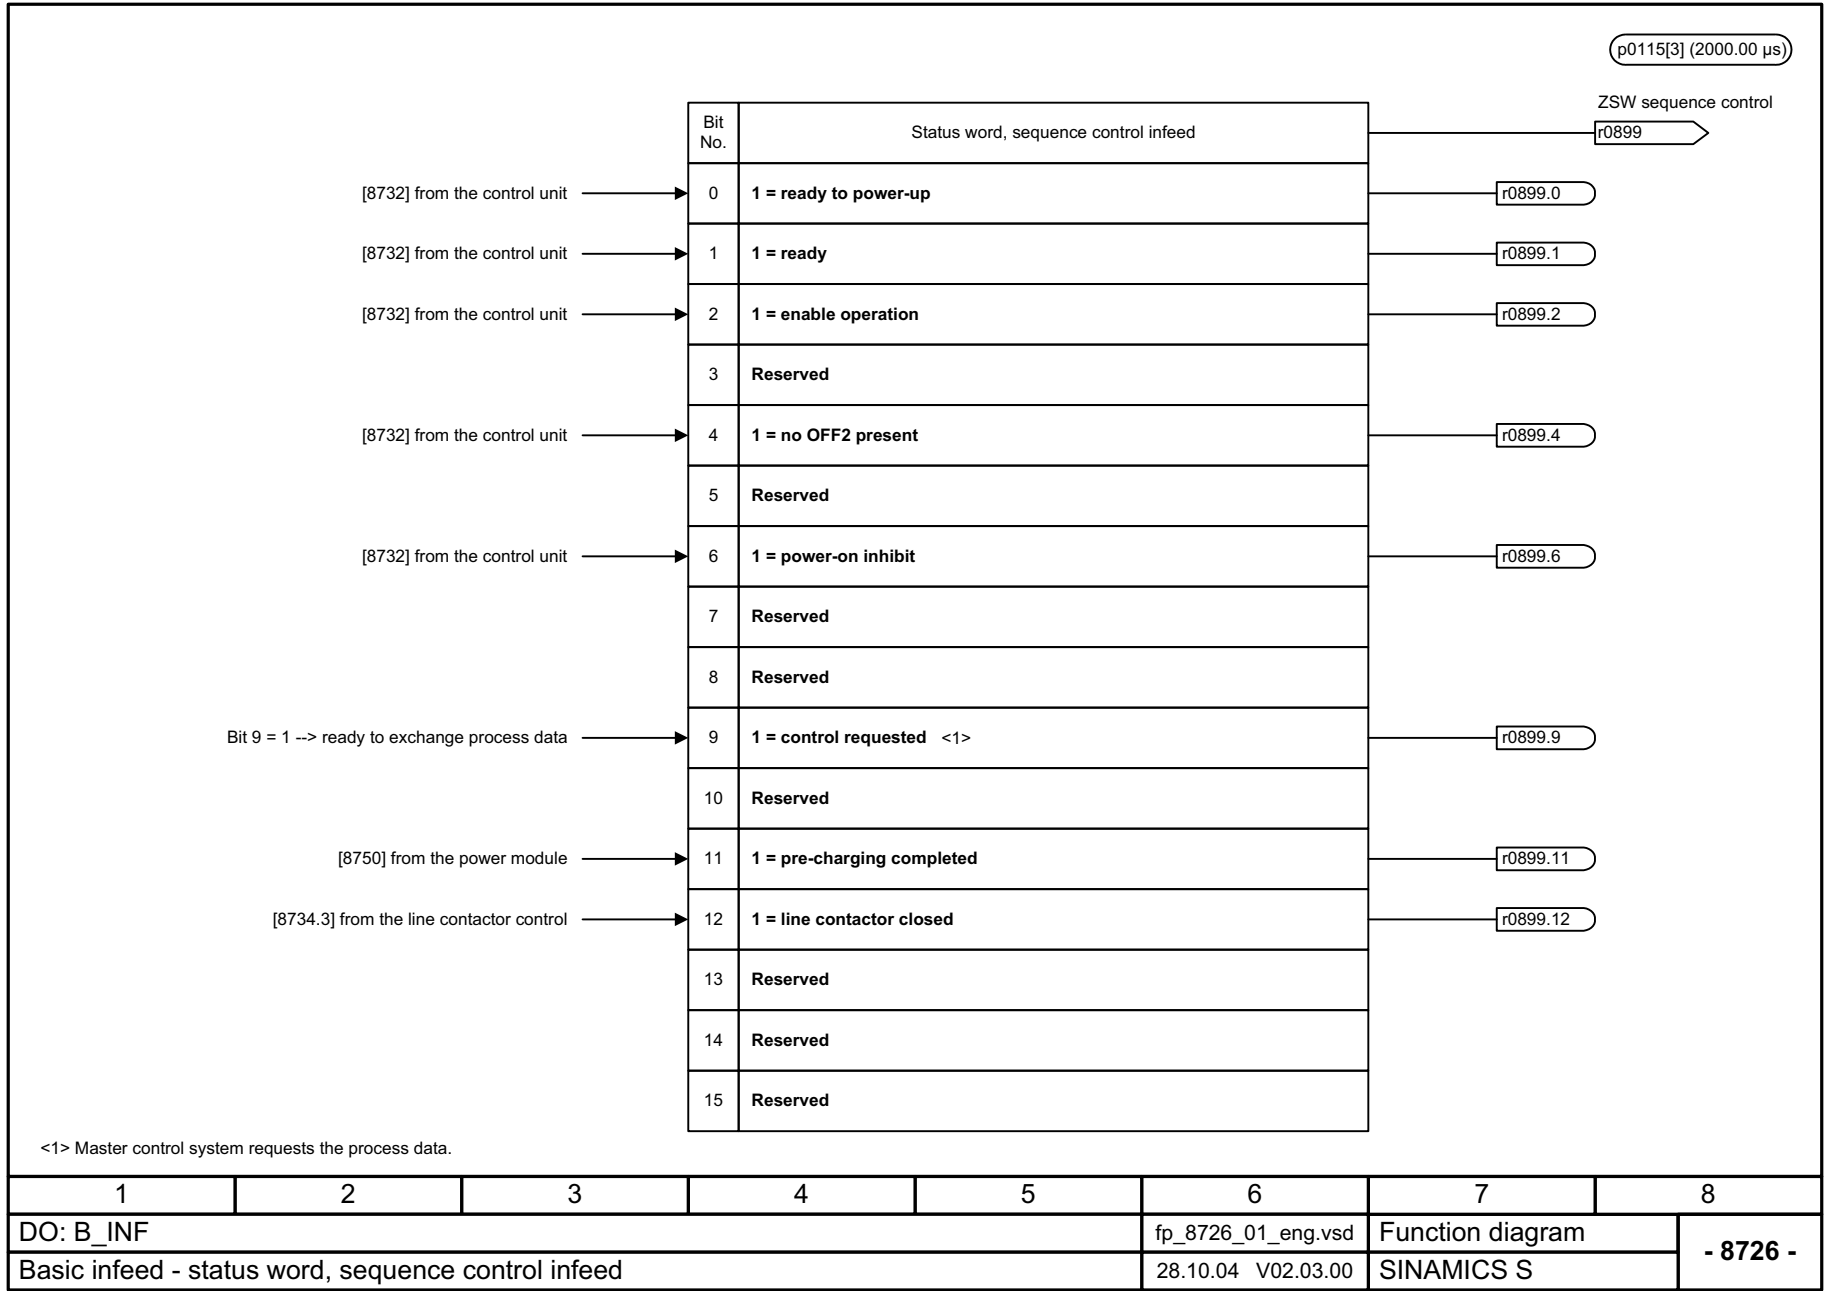 p0115[3] (2000.00 µs)
ZSW sequence control
Bit No. Status word, sequence control infeed r0899
[8732] from the control unit 0 1 = ready to power-up r0899.0
[8732] from the control unit 1 1 = ready r0899.1
[8732] from the control unit 2 1 = enable operation r0899.2
3 Reserved
[8732] from the control unit 4 1 = no OFF2 present r0899.4
5 Reserved
[8732] from the control unit 6 1 = power-on inhibit r0899.6
7 Reserved
8 Reserved
Bit 9 = 1 --> ready to exchange process data 9 1 = control requested <1> r0899.9
10 Reserved
[8750] from the power module 11 1 = pre-charging completed r0899.11
[8734.3] from the line contactor control 12 1 = line contactor closed r0899.12
13 Reserved
14 Reserved
15 Reserved
<1> Master control system requests the process data.
1 2 3 4 5 6 7 8
DO: B_INF fp_8726_01_eng.vsd Function diagram - 8726 -
Basic infeed - status word, sequence control infeed 28.10.04 V02.03.00 SINAMICS S